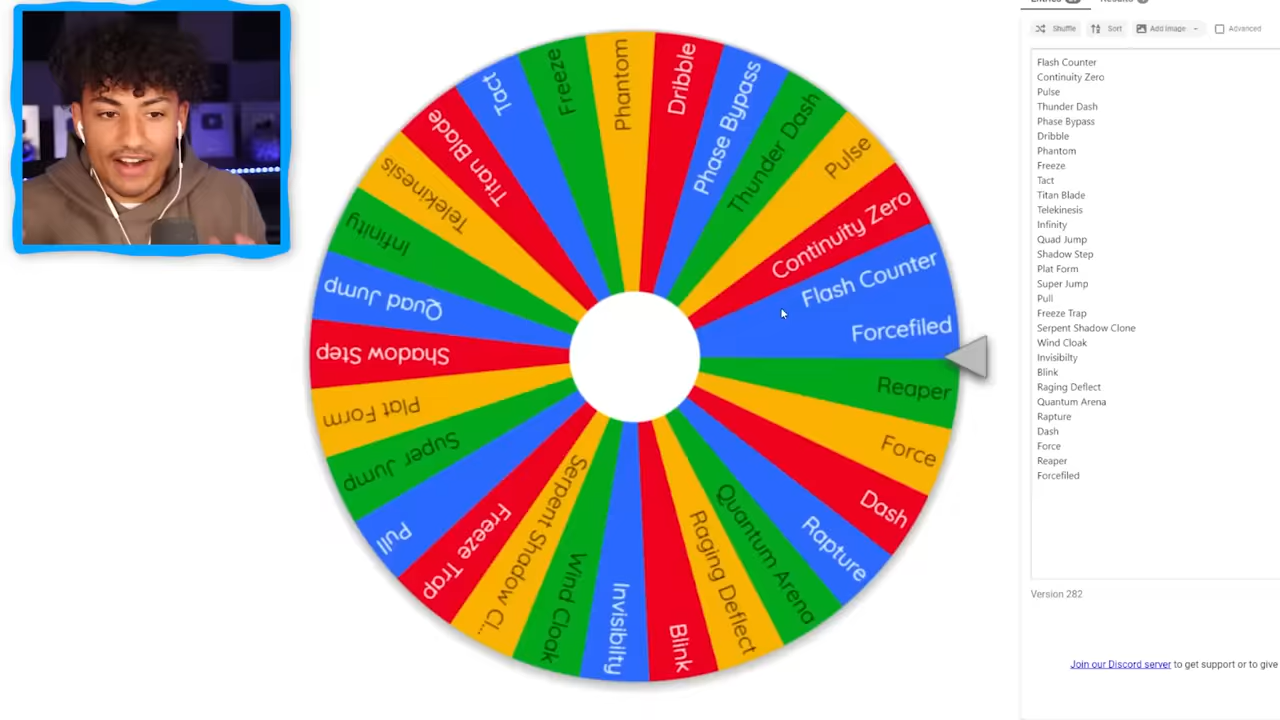 Shuffle
Sort
Add Image
Advanced
Flash Counter
Continuity Zero
Pulse
Thunder Dash
Phase Bypass
Dribble
Phantom
Freeze
Tact
Titan Blade
Telekinesis
Infinity
Quad Jump
Shadow Step
Plat Form
Super Jump
Pull
Freeze Trap
Serpent Shadow Clone
Wind Cloak
Invisibilty
Blink
Raging Deflect
Quantum Arena
Rapture
Dash
Force
Reaper
Forcefiled
Version 282
Join our Discord server to get support or to give
Phantom
Dribble
Phase Bypass
Thunder Dash
Pulse
Continuity Zero
Flash Counter
Forcefiled
Reaper
Force
Dash
Rapture
Quantum Arena
Raging Deflect
Blink
Invisibilty
Wind Cloak
Serpent Shadow Cl...
Freeze Trap
Pull
Super Jump
Plat Form
Shadow Step
Quad Jump
Infinity
Telekinesis
Titan Blade
Tact
Freeze